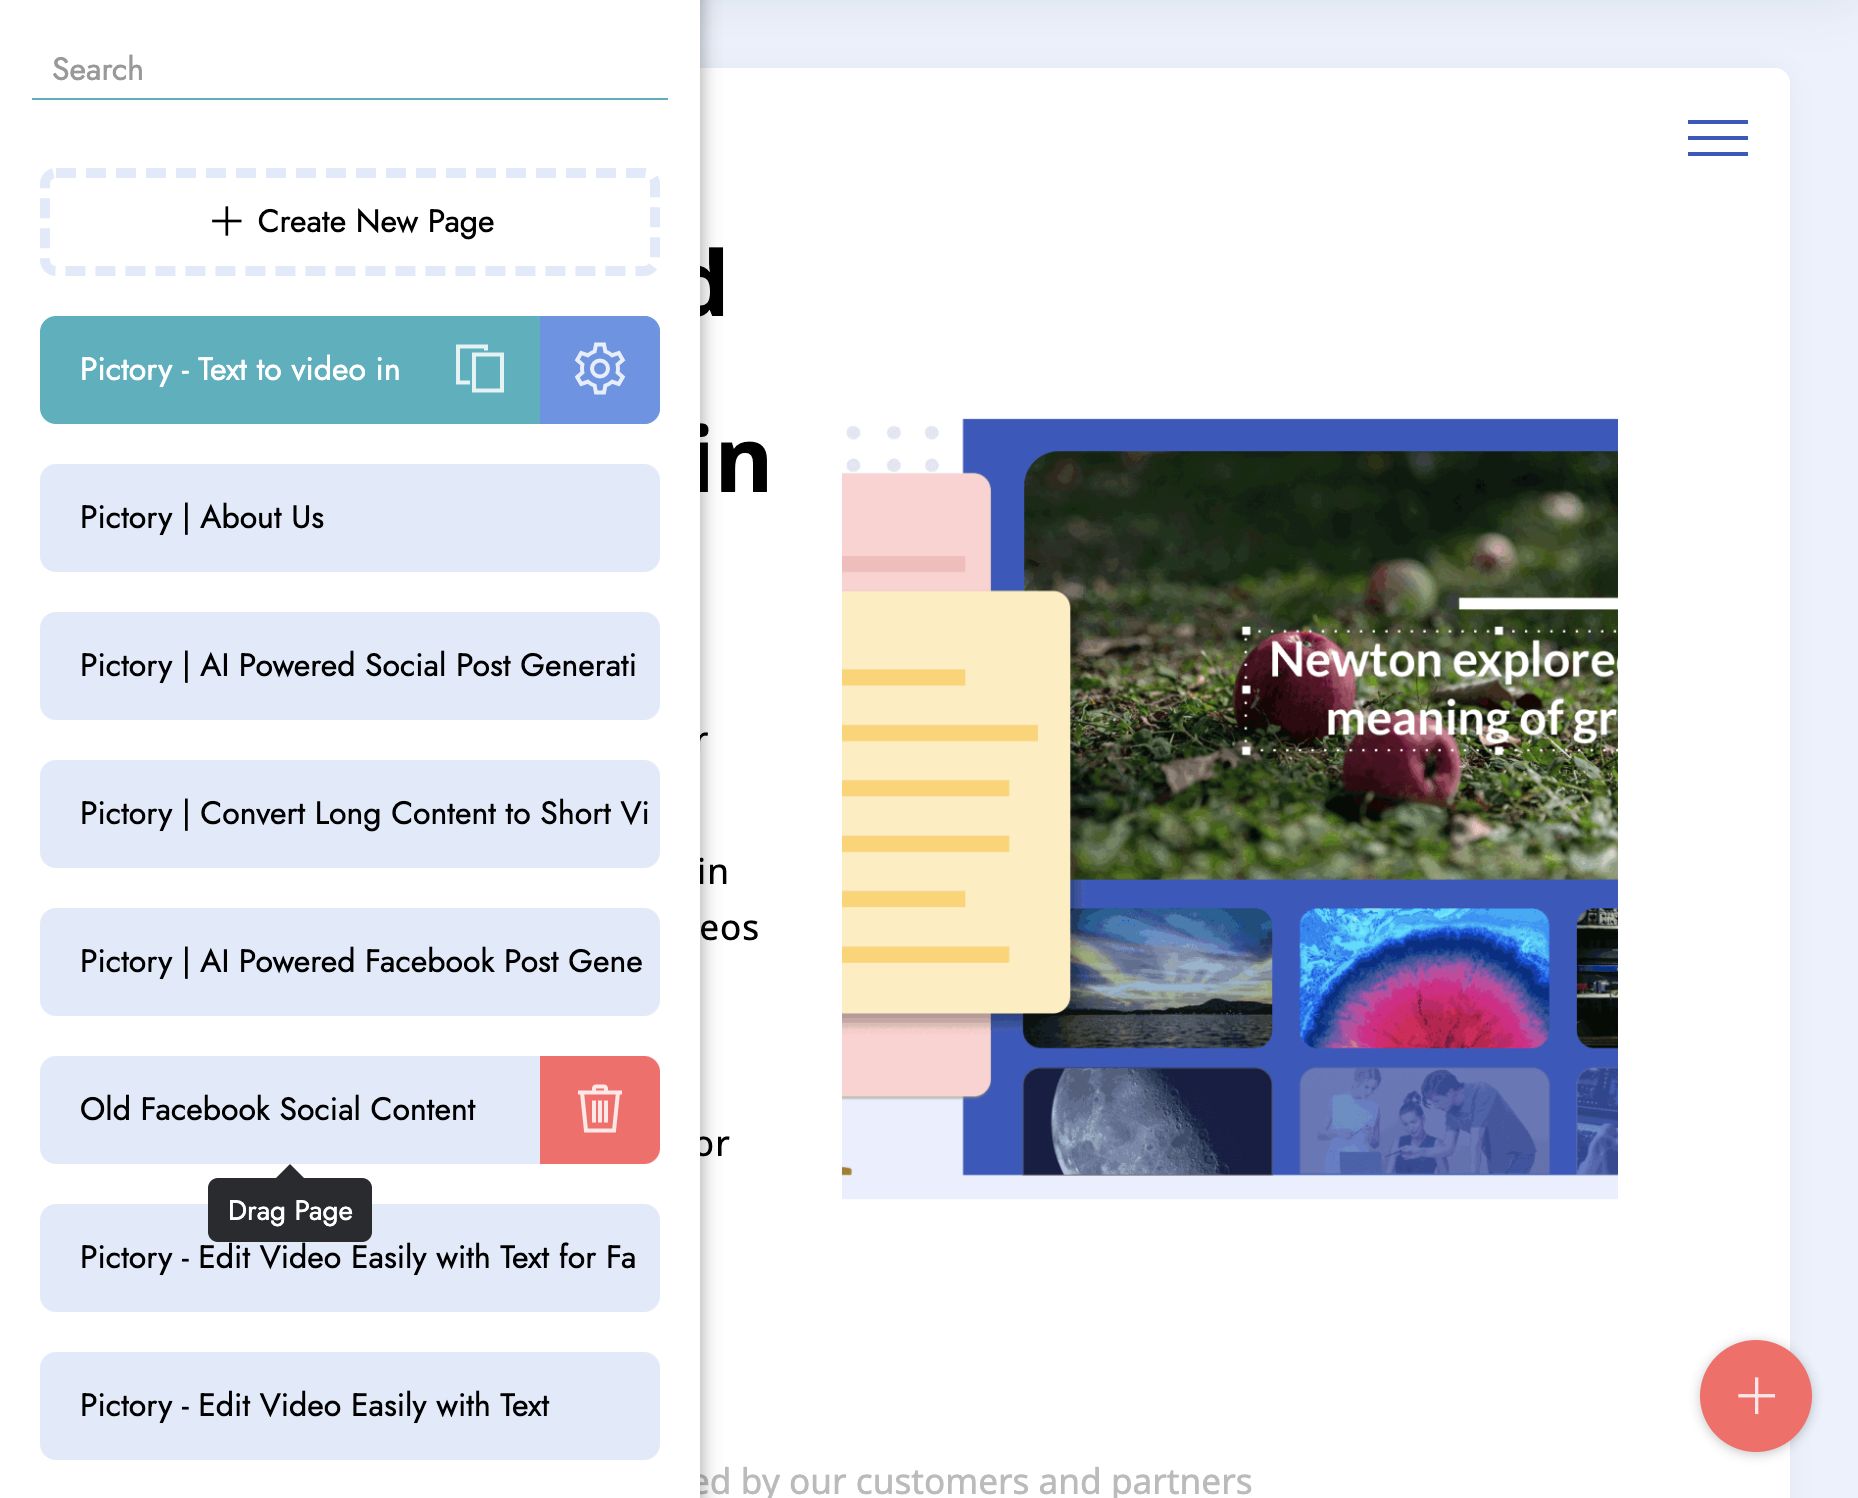 Search
Create New Page
Pictory - Text to video in
Pictory | About Us
Pictory | AI Powered Social Post Generati
Pictory | Convert Long Content to Short Vi
Pictory | AI Powered Facebook Post Gene
Old Facebook Social Content
Drag Page
Pictory - Edit Video Easily with Text for Fa
Pictory - Edit Video Easily with Text
d
in
r
in
eos
or
Newton explore
meaning of gr
ed by our customers and partners